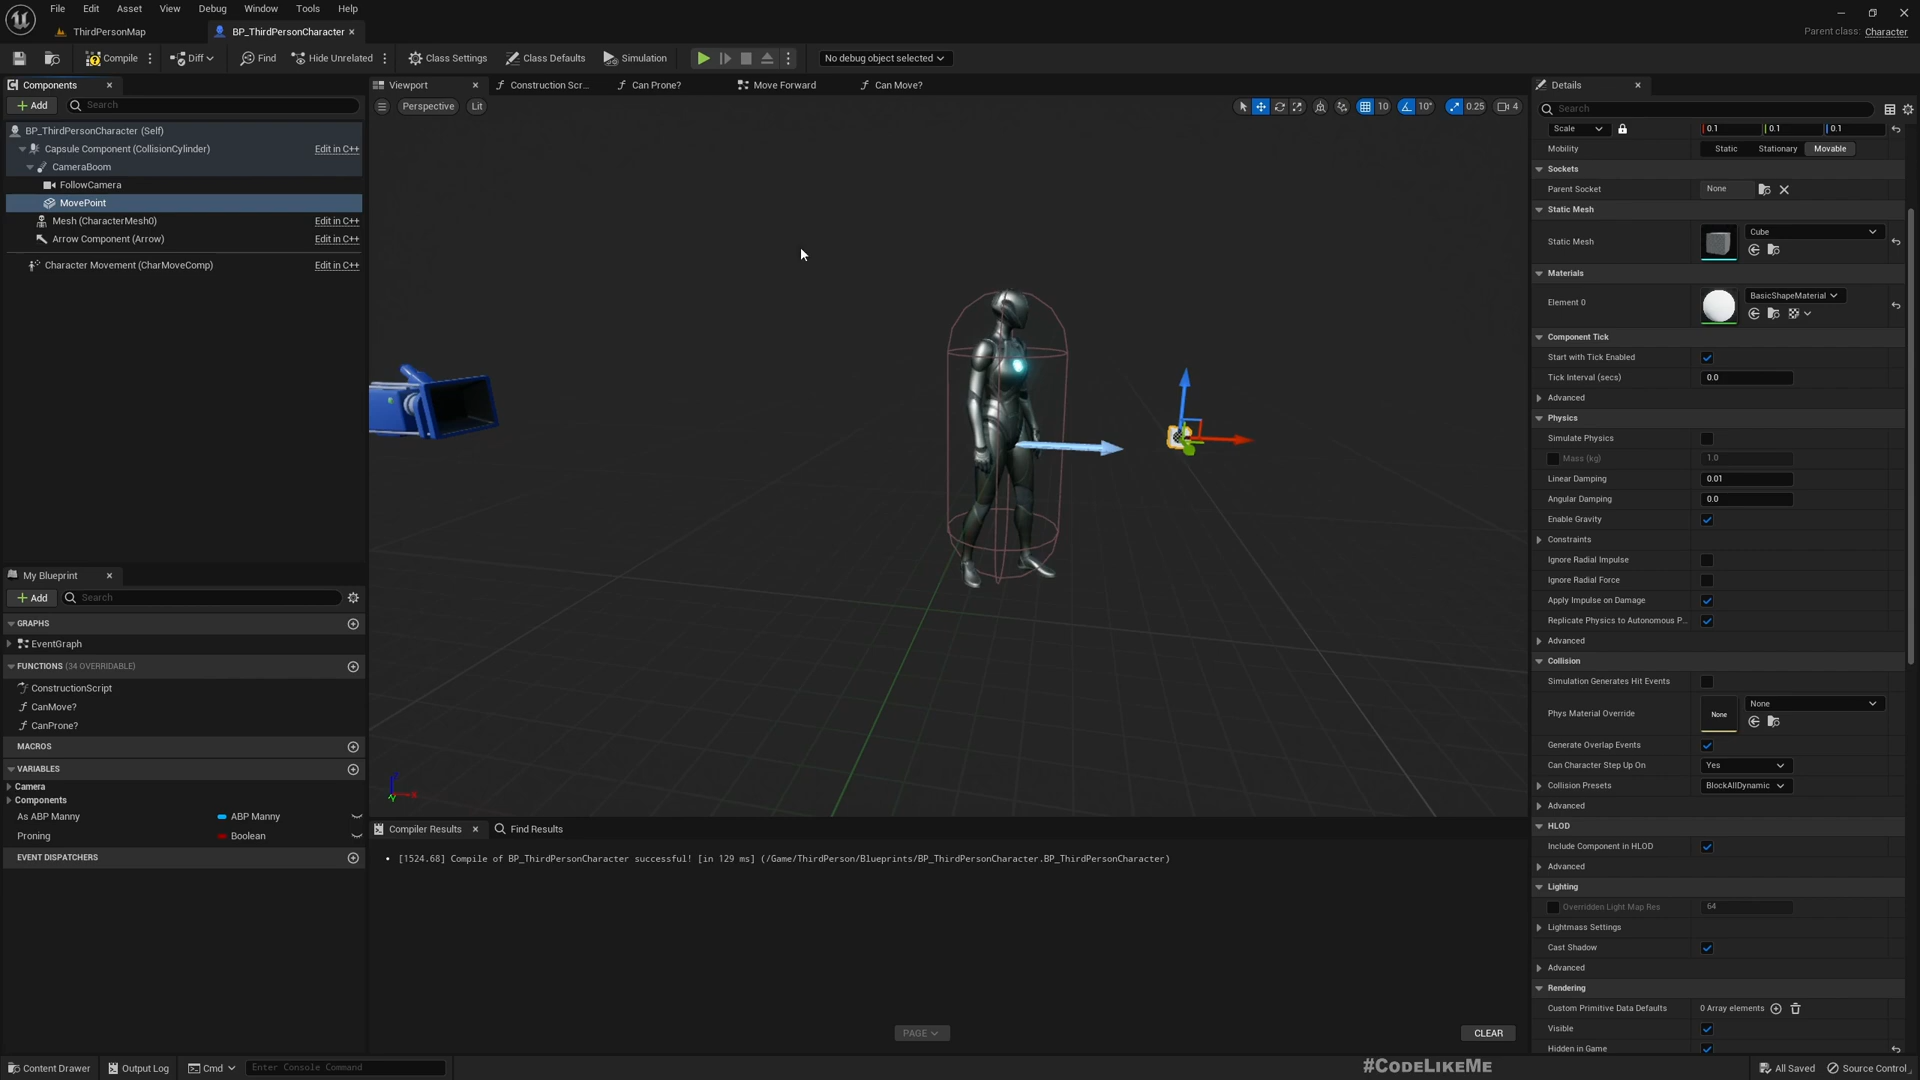 File Edit Asset View Debug Window Tools Help
ThirdPersonMap
BP_ThirdPersonCharacter
Parent class: Character
Compile
Diff
Find
Hide Unrelated
Class Settings
Class Defaults
Simulation
No debug object selected
Components
Add
Search
BP_ThirdPersonCharacter (Self)
Capsule Component (CollisionCylinder) Edit in C++
CameraBoom
FollowCamera
MovePoint
Mesh (CharacterMesh0) Edit in C++
Arrow Component (Arrow) Edit in C++
Character Movement (CharMoveComp) Edit in C++
My Blueprint
Add
Search
GRAPHS
EventGraph
FUNCTIONS (34 OVERRIDABLE)
ConstructionScript
CanMove?
CanProne?
MACROS
VARIABLES
Camera
Components
As ABP Manny ABP Manny
Proning Boolean
EVENT DISPATCHERS
Viewport
Construction Scr...
Can Prone?
Move Forward
Can Move?
Perspective
Lit
10
10°
0.25
4
Compiler Results
Find Results
[1524.68] Compile of BP_ThirdPersonCharacter successful! [in 129 ms] (/Game/ThirdPerson/Blueprints/BP_ThirdPersonCharacter.BP_ThirdPersonCharacter)
PAGE
CLEAR
Details
Search
Scale 0.1 0.1 0.1
Mobility Static Stationary Movable
Sockets
Parent Socket None
Static Mesh
Static Mesh Cube
Materials
Element 0 BasicShapeMaterial
Component Tick
Start with Tick Enabled
Tick Interval (secs) 0.0
Advanced
Physics
Simulate Physics
Mass (kg) 1.0
Linear Damping 0.01
Angular Damping 0.0
Enable Gravity
Constraints
Ignore Radial Impulse
Ignore Radial Force
Apply Impulse on Damage
Replicate Physics to Autonomous P...
Advanced
Collision
Simulation Generates Hit Events
Phys Material Override None None
Generate Overlap Events
Can Character Step Up On Yes
Collision Presets BlockAllDynamic
Advanced
HLOD
Include Component in HLOD
Advanced
Lighting
Overridden Light Map Res 64
Lightmass Settings
Cast Shadow
Advanced
Rendering
Custom Primitive Data Defaults 0 Array elements
Visible
Hidden in Game
Content Drawer
Output Log
Cmd
Enter Console Command
#CODELIKEME
All Saved
Source Control